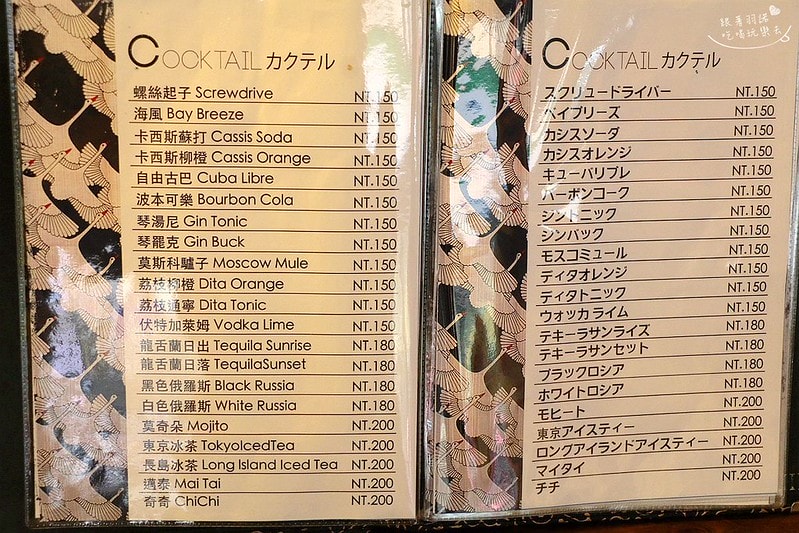 跟著羽諾
吃喝玩樂去
COCKTAIL カクテル
螺絲起子 Screwdrive NT.150
海風 Bay Breeze NT.150
卡西斯蘇打 Cassis Soda NT.150
卡西斯柳橙 Cassis Orange NT.150
自由古巴 Cuba Libre NT.150
波本可樂 Bourbon Cola NT.150
琴湯尼 Gin Tonic NT.150
琴罷克 Gin Buck NT.150
莫斯科驢子 Moscow Mule NT.150
荔枝柳橙 Dita Orange NT.150
荔枝通寧 Dita Tonic NT.150
伏特加萊姆 Vodka Lime NT.150
龍舌蘭日出 Tequila Sunrise NT.180
龍舌蘭日落 TequilaSunset NT.180
黑色俄羅斯 Black Russia NT.180
白色俄羅斯 White Russia NT.180
莫奇朵 Mojito NT.200
東京冰茶 TokyoIcedTea NT.200
長島冰茶 Long Island Iced Tea NT.200
邁泰 Mai Tai NT.200
奇奇 ChiChi NT.200
COCKTAIL カクテル
スクリュードライバー NT.150
ベイブリーズ NT.150
カシスソーダ NT.150
カシスオレンジ NT.150
キューバリブレ NT.150
バーボンコーク NT.150
ジントニック NT.150
ジンバック NT.150
モスコミュール NT.150
ディタオレンジ NT.150
ディタトニック NT.150
ウォッカ ライム NT.150
テキーラサンライズ NT.180
テキーラサンセット NT.180
ブラックロシア NT.180
ホワイトロシア NT.180
モヒート NT.200
東京アイスティー NT.200
ロングアイランドアイスティー NT.200
マイタイ NT.200
チチ NT.200